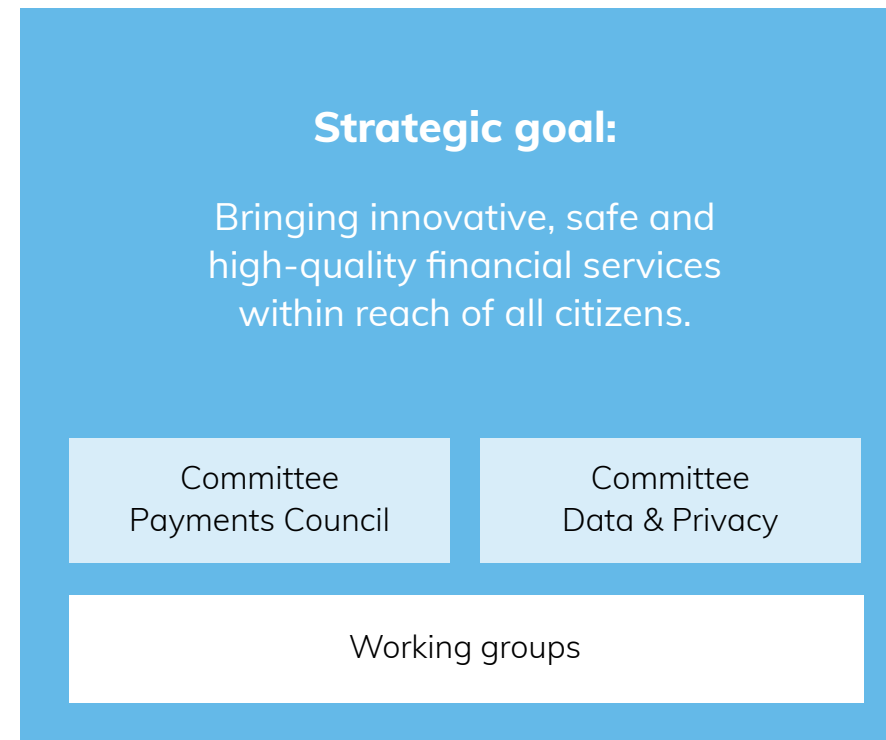 Strategic goal:
Bringing innovative, safe and
high-quality financial services
within reach of all citizens.
Committee
Payments Council
Committee
Data & Privacy
Working groups